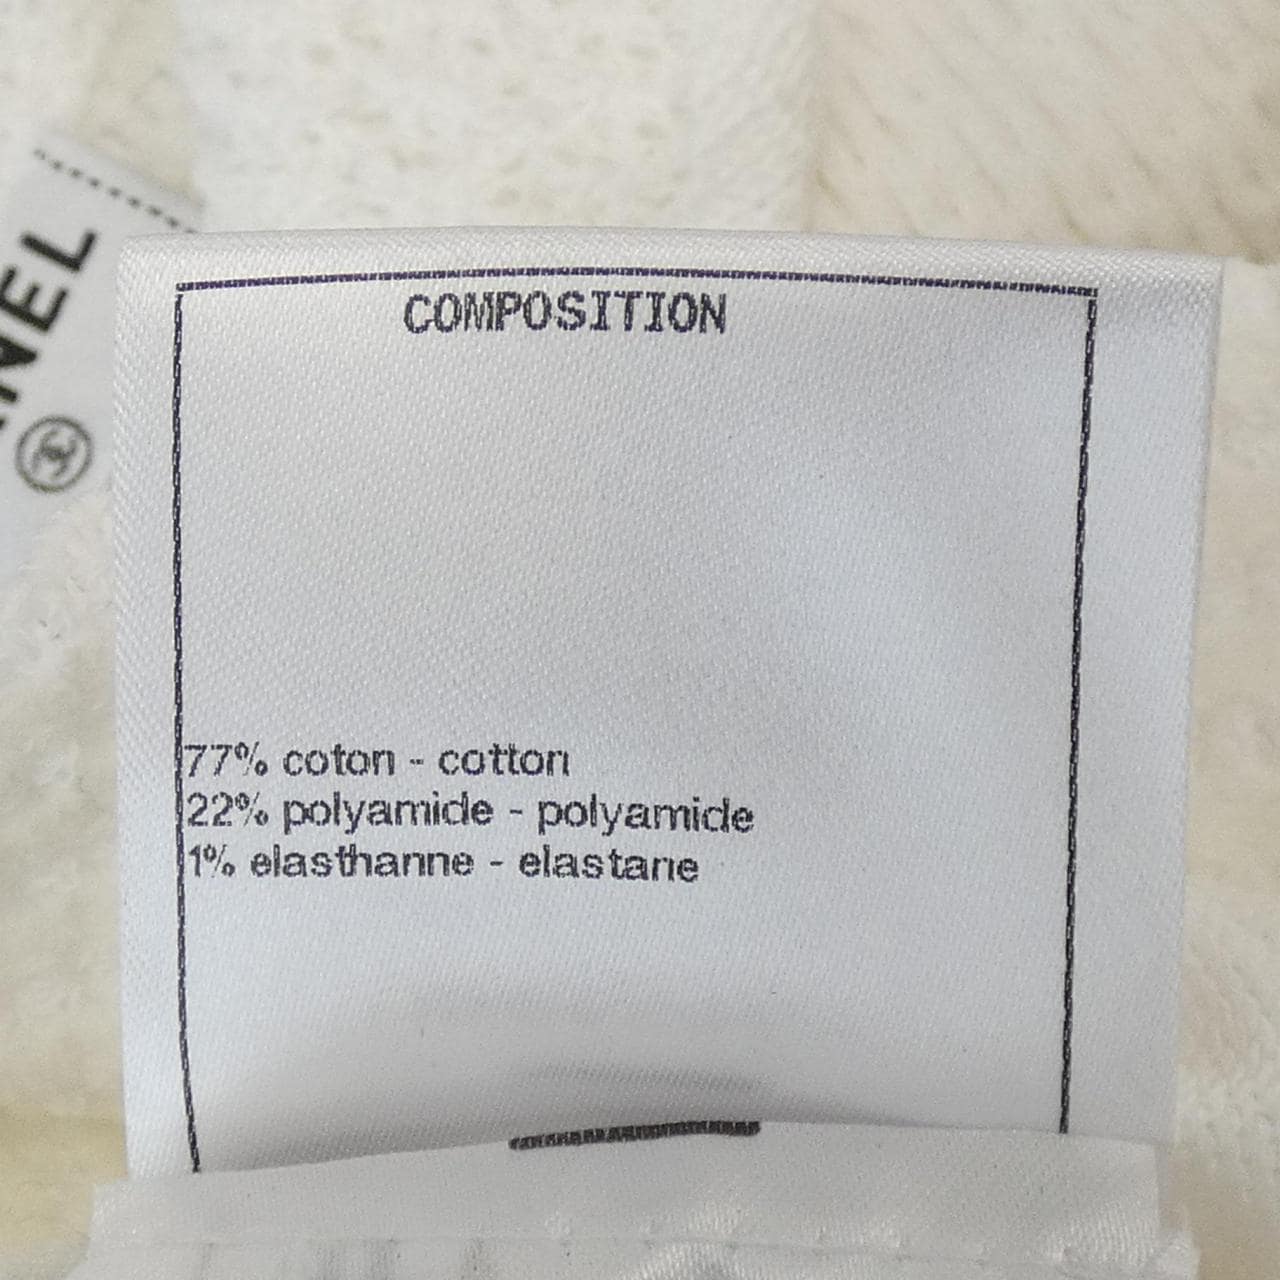 NEL
COMPOSITION
77% coton - cotton
22% polyamide - polyamide
1% elasthanne - elastane